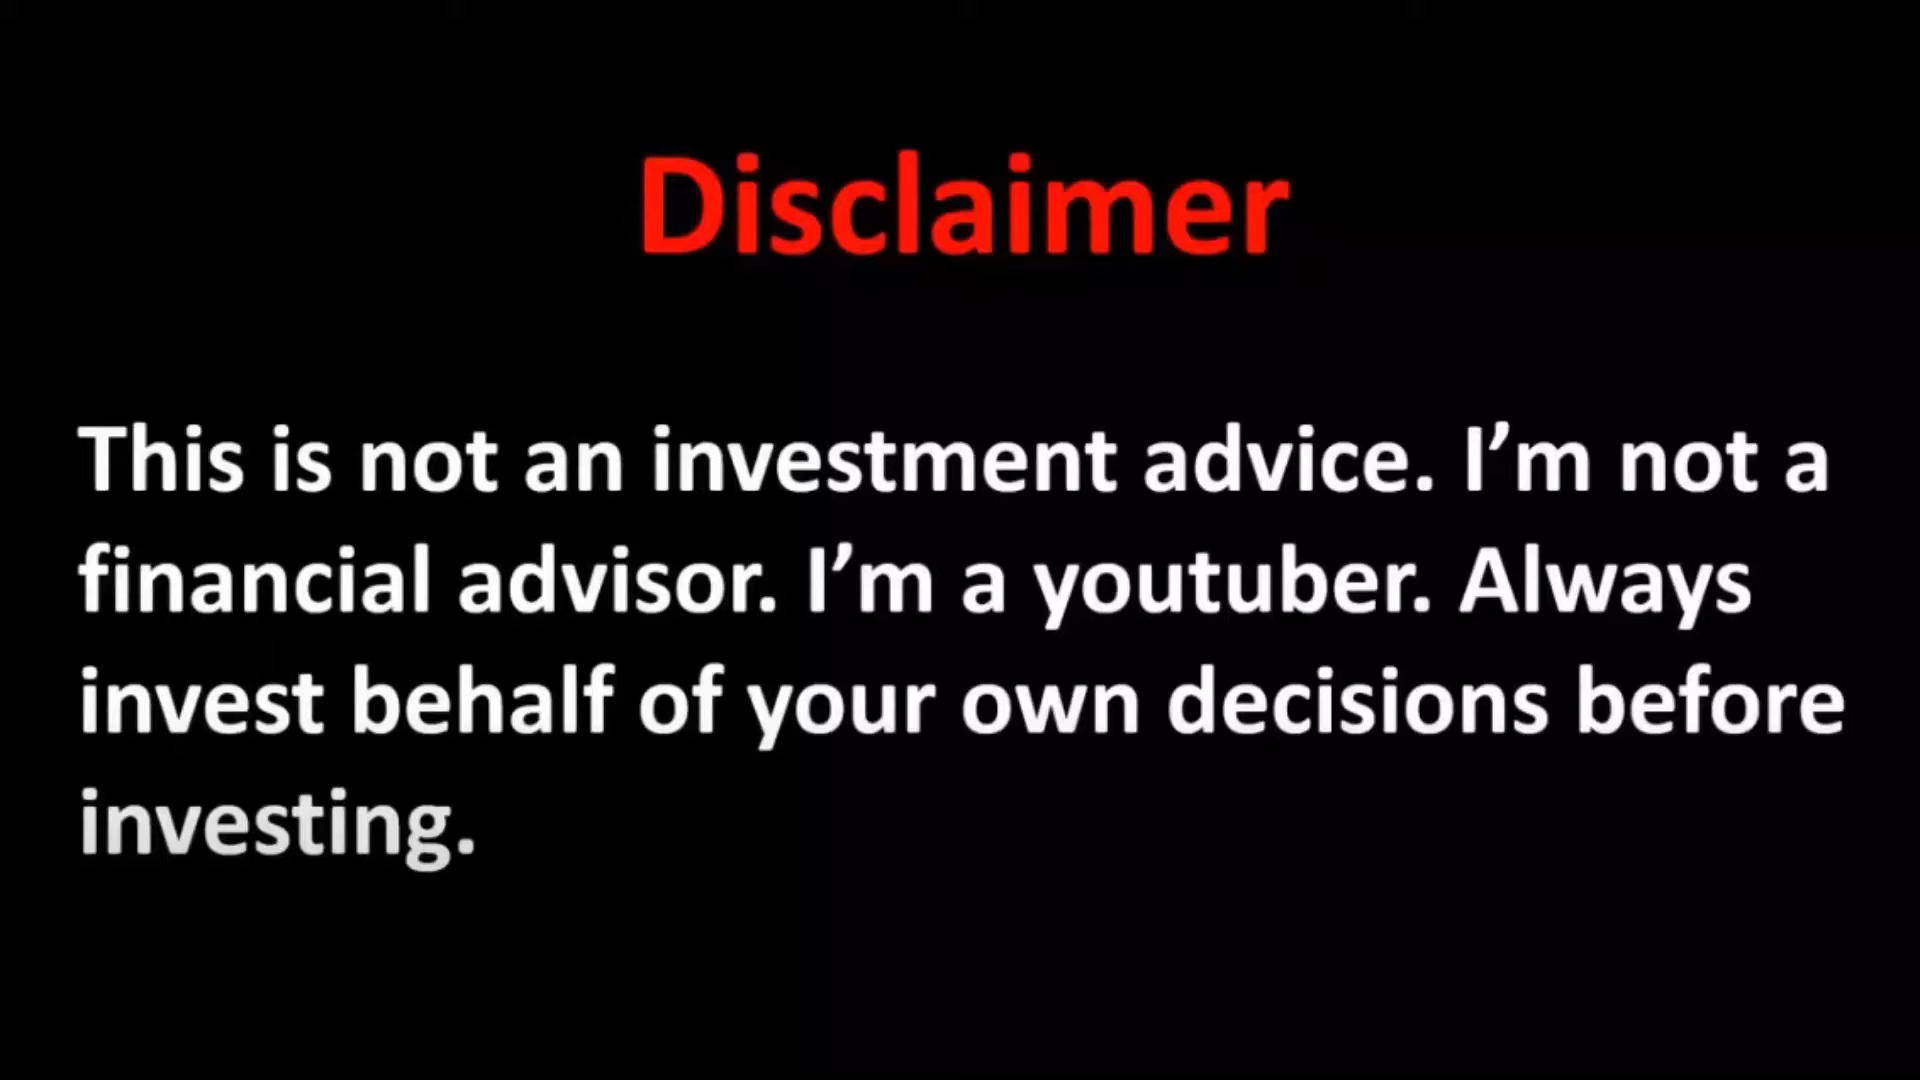 Disclaimer
This is not an investment advice. I’m not a
financial advisor. I’m a youtuber. Always
invest behalf of your own decisions before
investing.